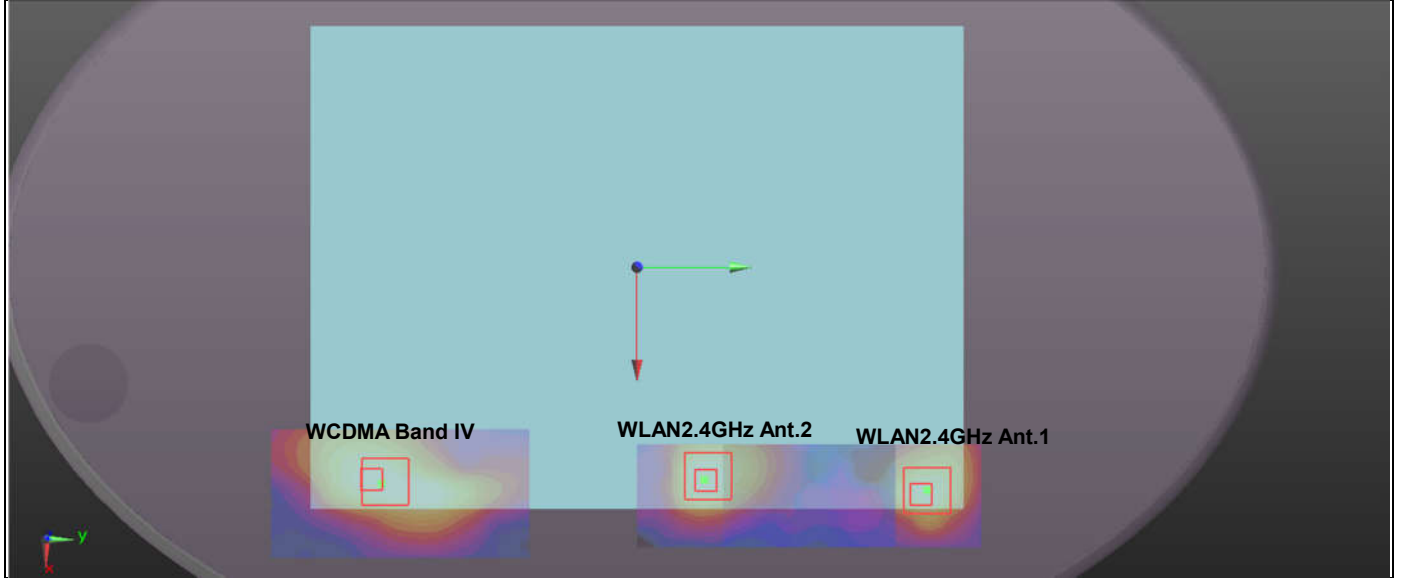 WCDMA Band IV
WLAN2.4GHz Ant.2
WLAN2.4GHz Ant.1
y
x